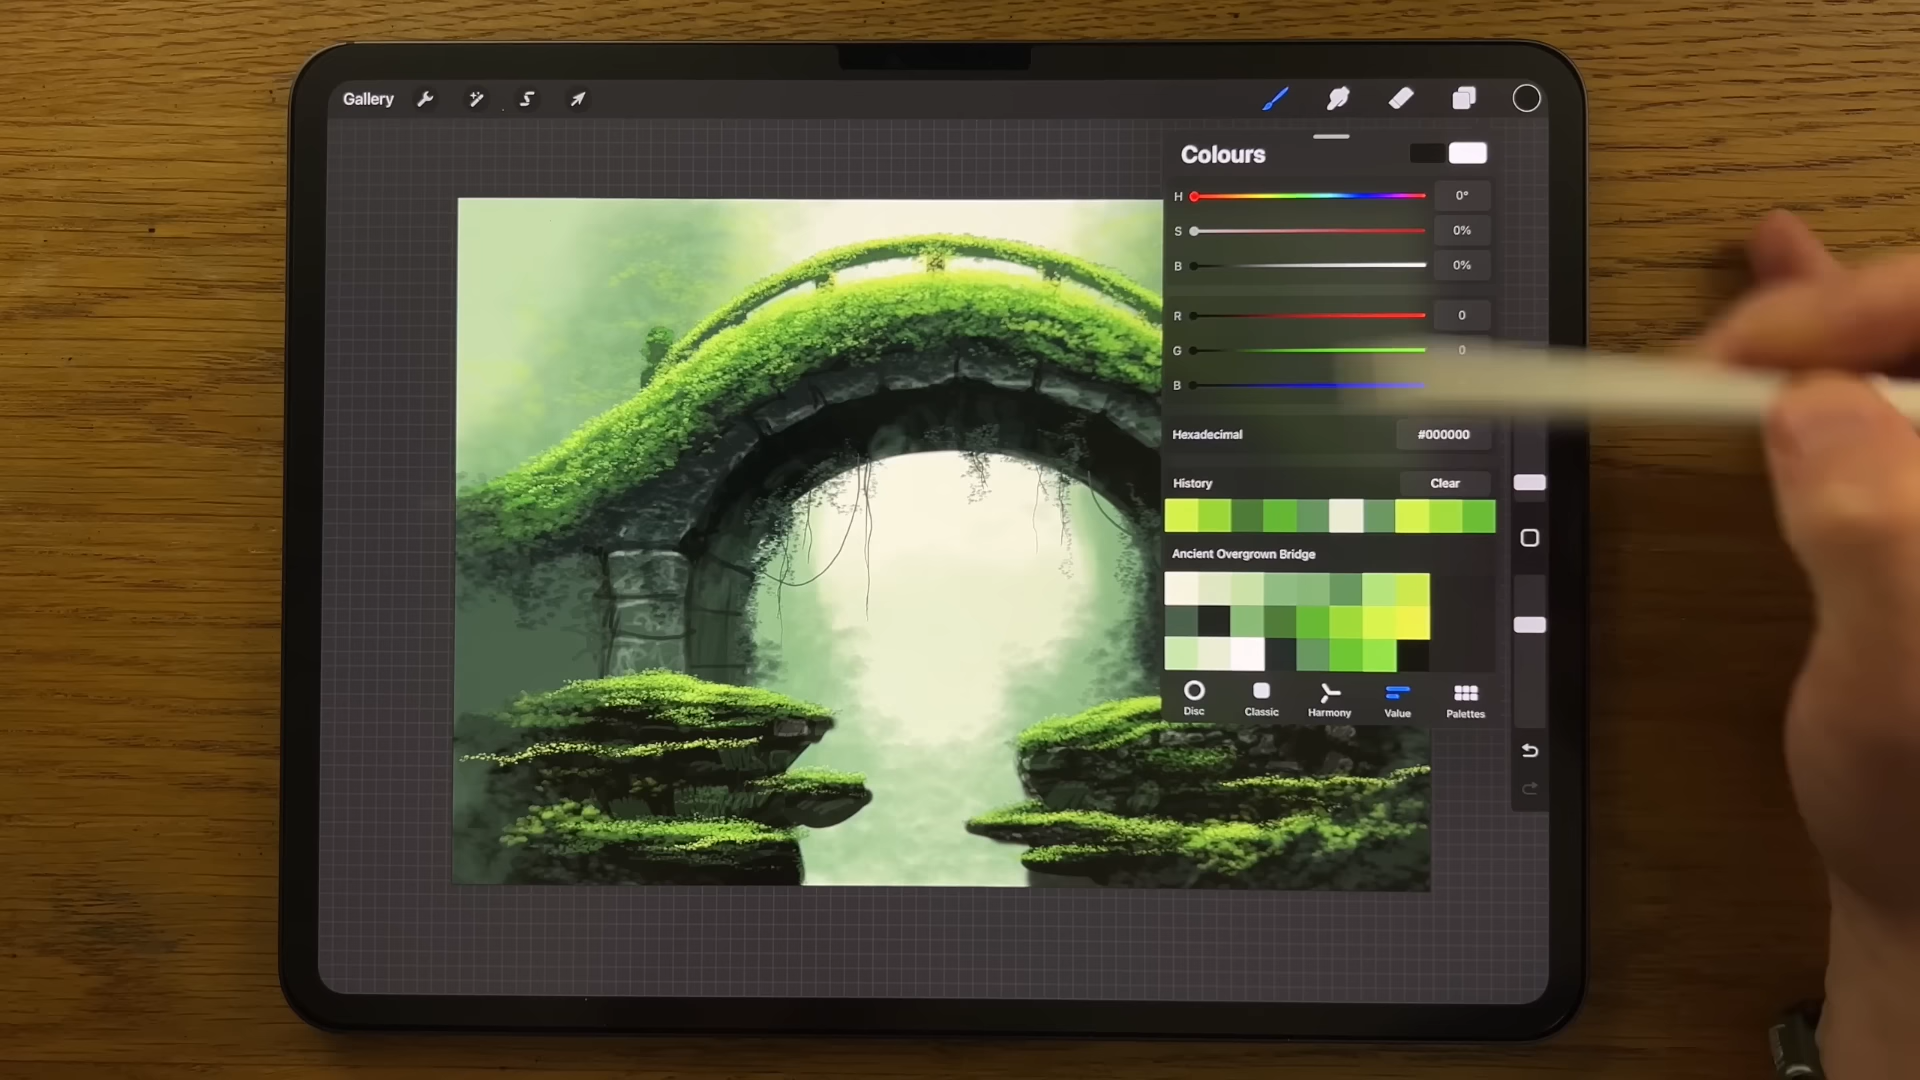 Gallery
Colours
H 0°
S 0%
B 0%
R 0
G 0
B
Hexadecimal #000000
History Clear
Ancient Overgrown Bridge
Disc Classic Harmony Value Palettes